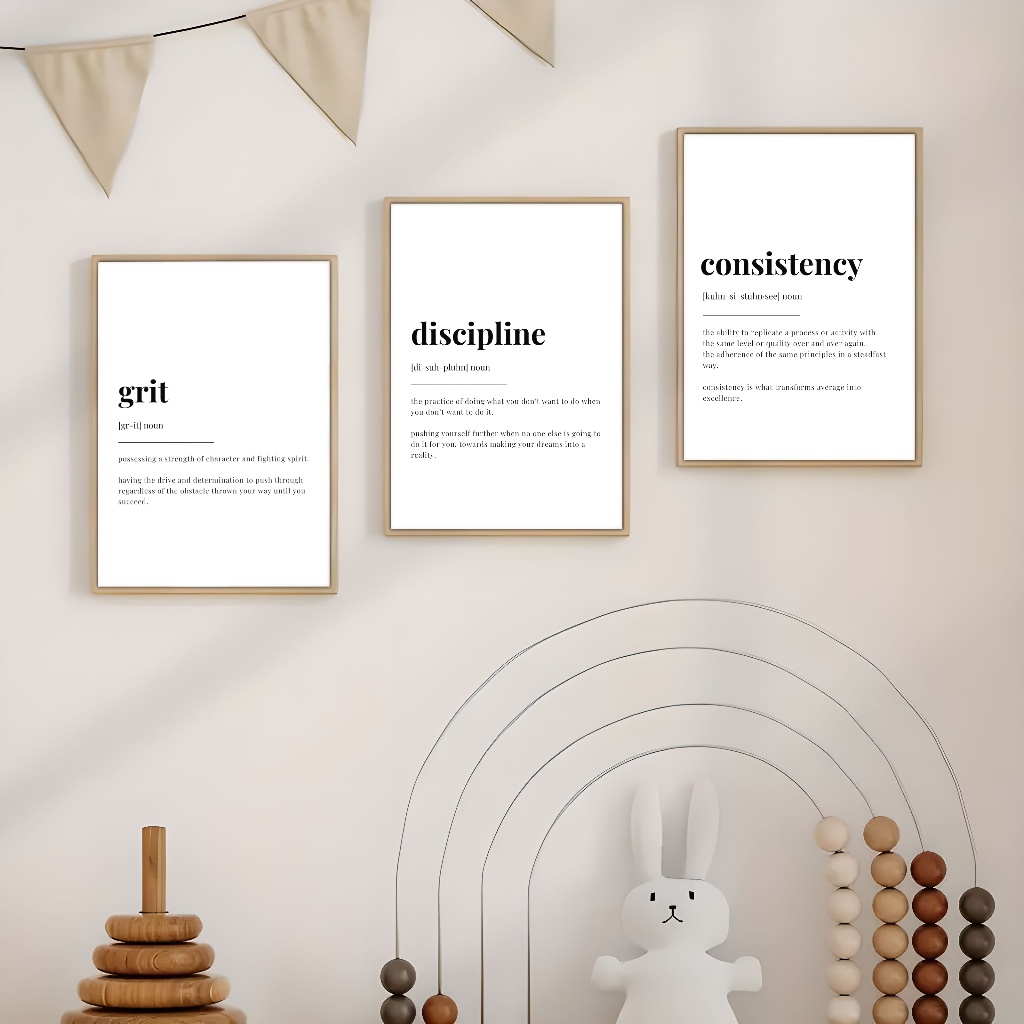 grit
[gr-it] noun
possessing a strength of character and fighting spirit.
having the drive and determination to push through
regardless of the obstacle thrown your way until you
succeed.
discipline
[di-suh-pluhn] noun
the practice of doing what you don't want to do when
you don't want to do it.
pushing yourself further when no one else is going to
do it for you, towards making your dreams into a
reality.
consistency
[kuhn-si-stuhn-see] noun
the ability to replicate a process or activity with
the same level or quality over and over again.
the adherence of the same principles in a steadfast
way.
consistency is what transforms average into
excellence.